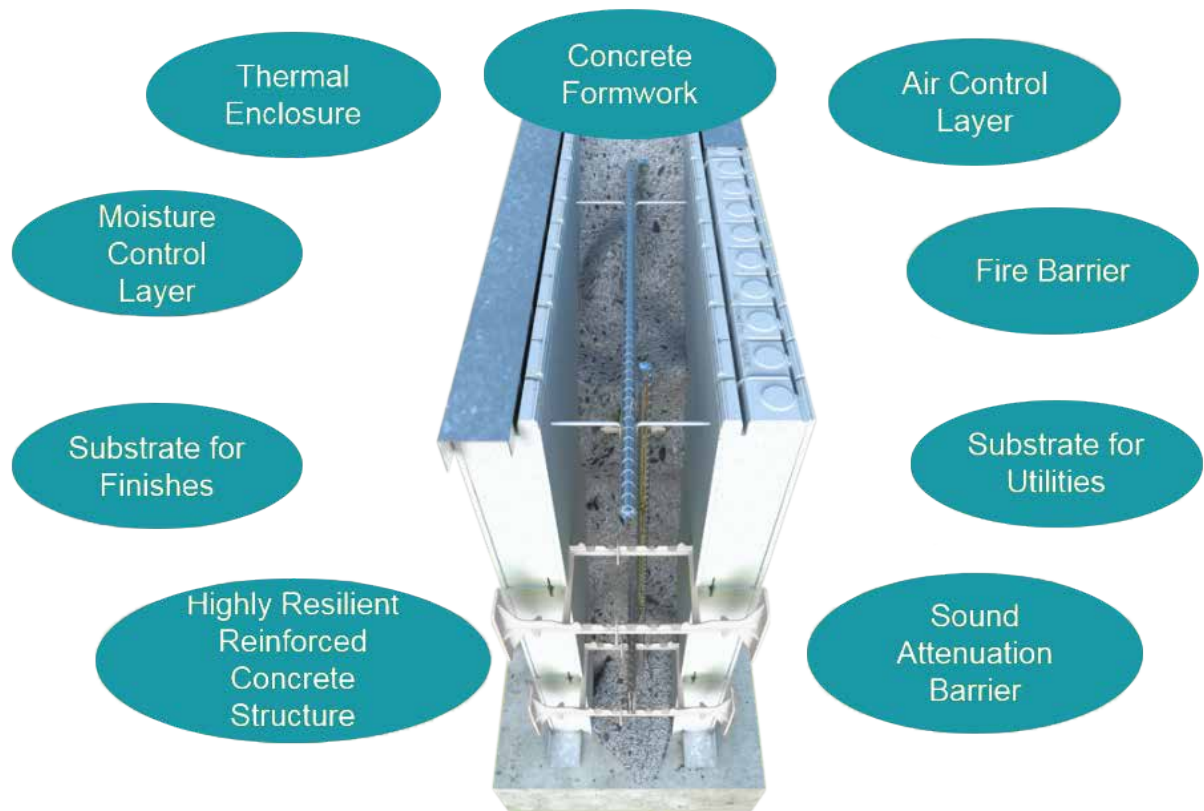 Thermal
Enclosure
Concrete
Formwork
Air Control
Layer
Moisture
Control
Layer
Fire Barrier
Substrate for
Finishes
Substrate for
Utilities
Highly Resilient
Reinforced
Concrete
Structure
Sound
Attenuation
Barrier